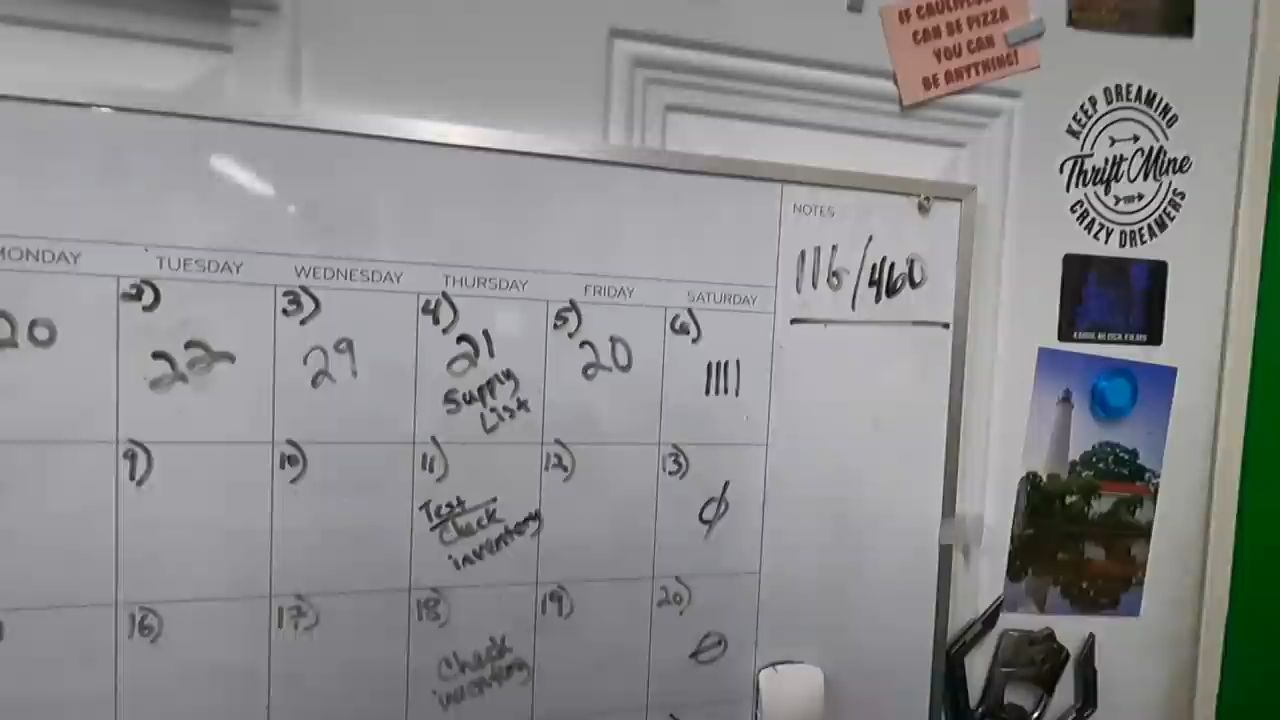 IF CAULIFLOWER
CAN BE PIZZA
YOU CAN
BE ANYTHING!
KEEP DREAMING
Thrift Mine
CRAZY DREAMERS
NOTES
116/460
MONDAY TUESDAY WEDNESDAY THURSDAY FRIDAY SATURDAY
2) 3) 4) 5) 6)
20 22 29 21 20 ||||
Supply
List
9) 10) 11) 12) 13)
Test
Check
inventory
16) 17) 18) 19) 20)
Check
inventory